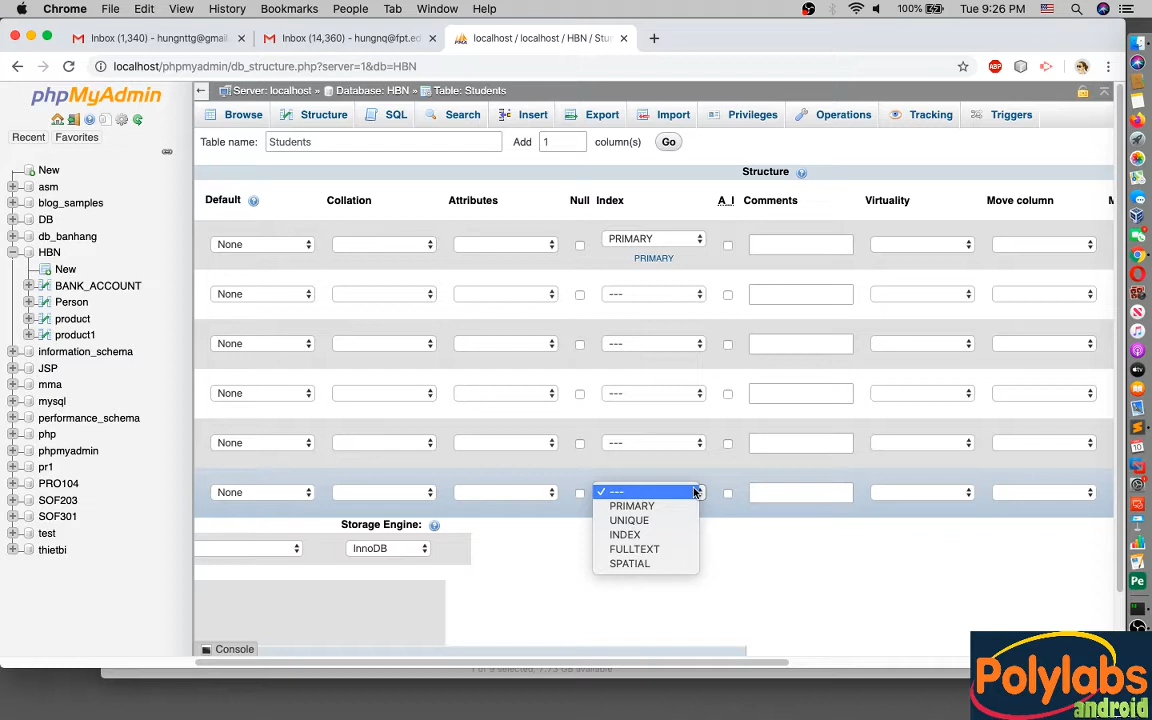 Chrome File Edit View History Bookmarks People Tab Window Help 100% Tue 9:26 PM
Inbox (1,340) - hungnttg@gmail × Inbox (14,360) - hungnq@fpt.ed × localhost / localhost / HBN / Stu × +
localhost/phpmyadmin/db_structure.php?server=1&db=HBN
phpMyAdmin
Recent Favorites
New
asm
blog_samples
DB
db_banhang
HBN
New
BANK_ACCOUNT
Person
product
product1
information_schema
JSP
mma
mysql
performance_schema
php
phpmyadmin
pr1
PRO104
SOF203
SOF301
test
thietbi
Server: localhost » Database: HBN » Table: Students
Browse Structure SQL Search Insert Export Import Privileges Operations Tracking Triggers
Table name: Students Add 1 column(s) Go
Structure
Default Collation Attributes Null Index A_I Comments Virtuality Move column M
None PRIMARY
PRIMARY
None ---
None ---
None ---
None ---
None ✓ ---
PRIMARY
UNIQUE
INDEX
FULLTEXT
SPATIAL
Storage Engine:
InnoDB
Console
Polylabs
android